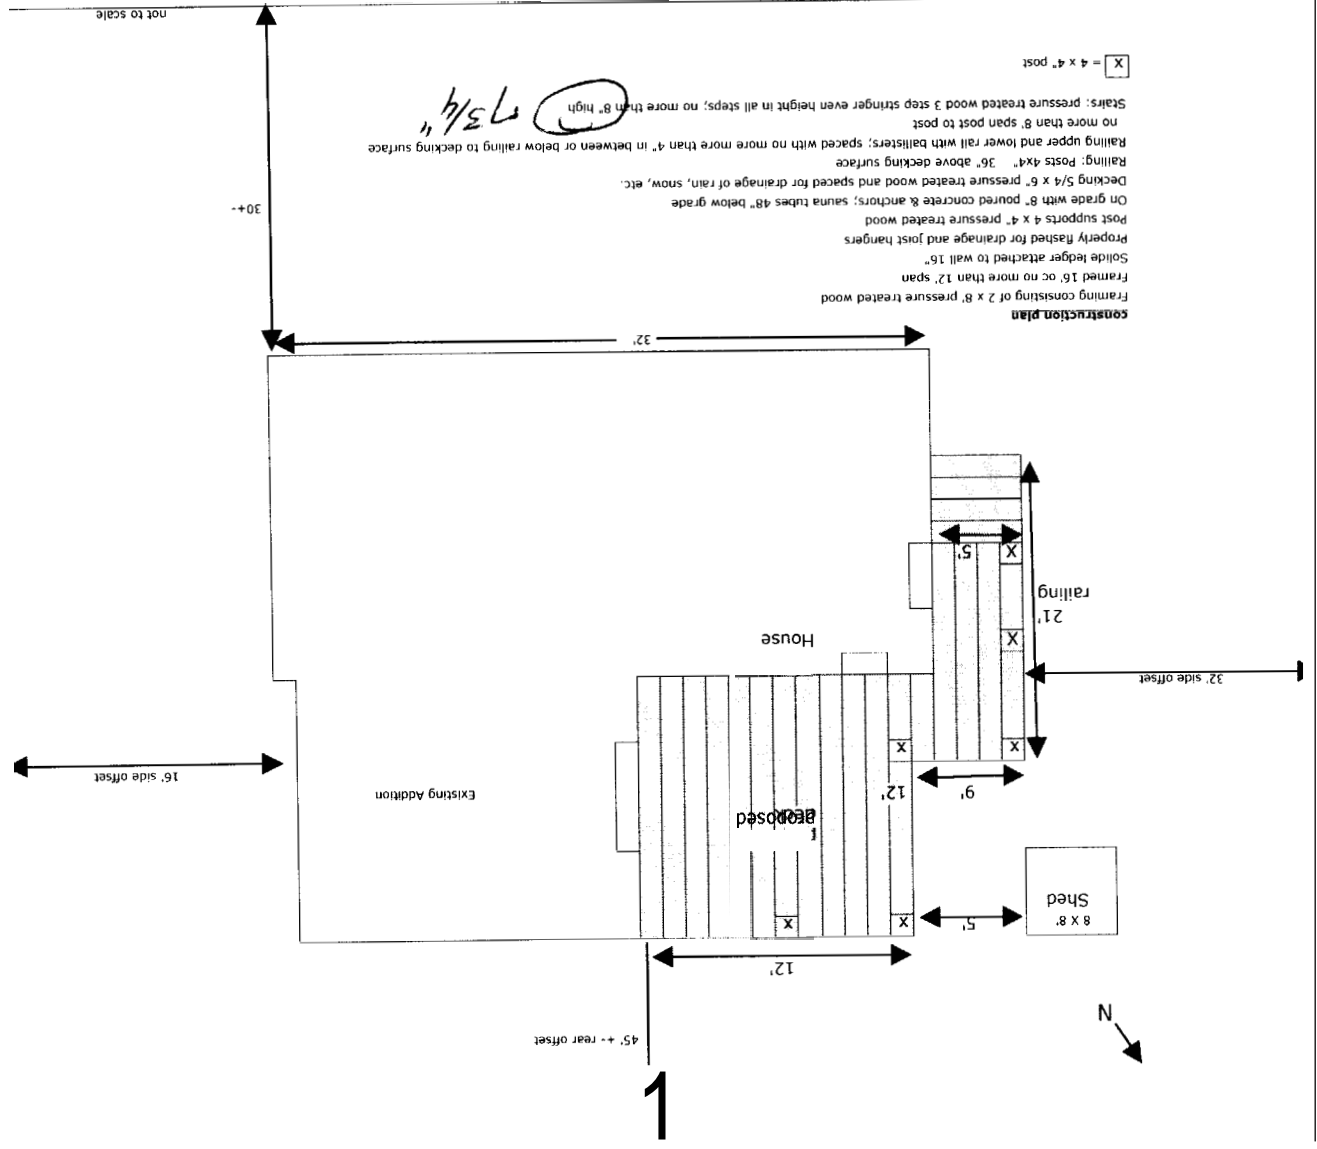 1
N
45' +- rear offset
12'
8 X 8'
Shed
5'
X
X
proposed
deck
Existing Addition
6'
12'
16' side offset
X
X
32' side offset
House
X
21'
railing
X
5'
32'
construction plan
Framing consisting of 2 x 8' pressure treated wood
Framed 16' oc no more than 12' span
Solide ledger attached to wall 16"
Properly flashed for drainage and joist hangers
Post supports 4 x 4" pressure treated wood
On grade with 8" poured concrete & anchors; sauna tubes 48" below grade
Decking 5/4 x 6" pressure treated wood and spaced for drainage of rain, snow, etc.
Railing: Posts 4x4" 36" above decking surface
Railing upper and lower rail with ballisters; spaced with no more more than 4" in between or below railing to decking surface
no more than 8' span post to post
Stairs: pressure treated wood 3 step stringer even height in all steps; no more than 8" high
7 3/4"
30+-
X = 4 x 4" post
not to scale